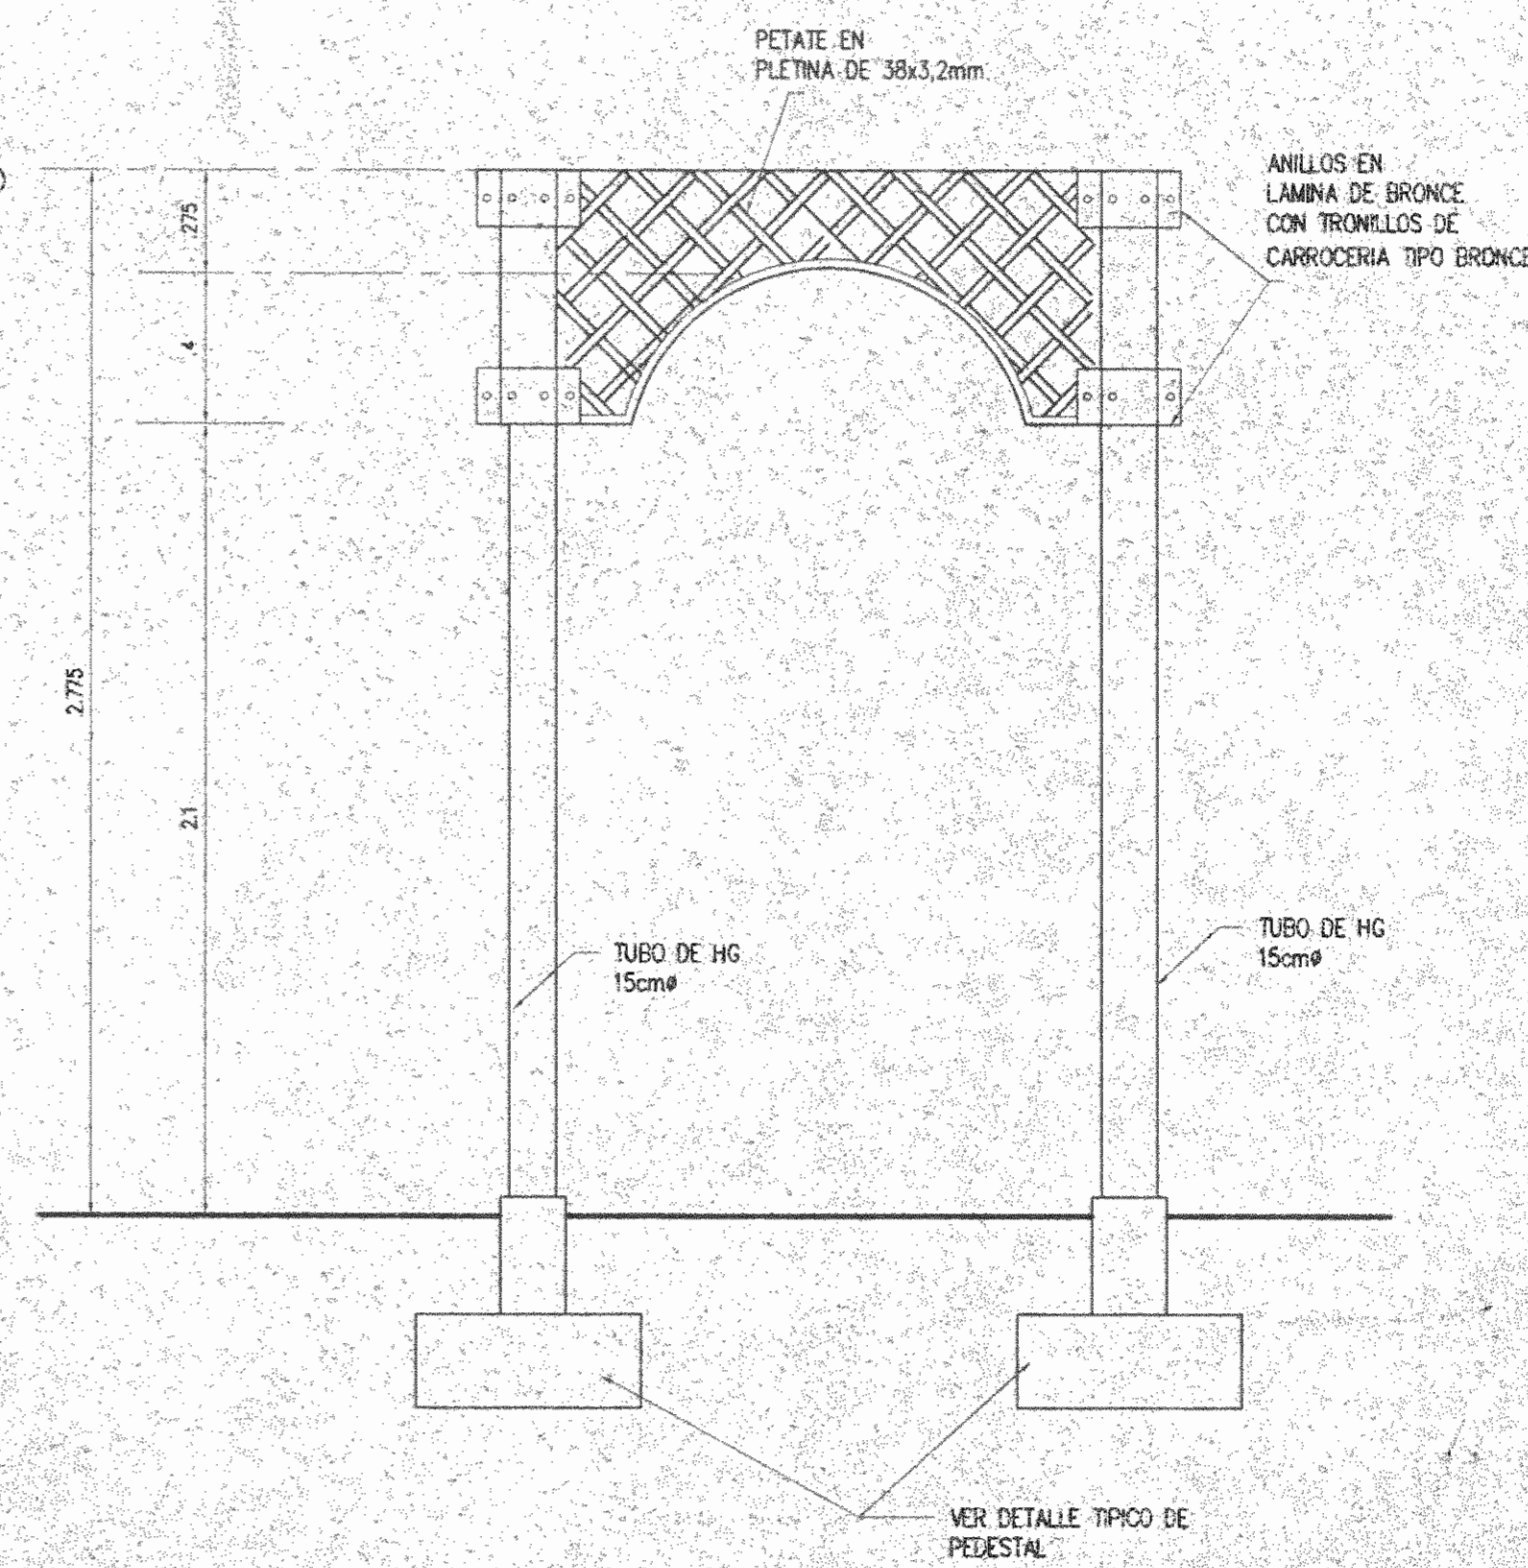 PETATE EN
PLETINA DE 38x3,2mm
ANILLOS EN
LAMINA DE BRONCE
CON TRONILLOS DE
CARROCERIA TIPO BRONCE
.275
.4
2.775
2.1
TUBO DE HG
15cmø
TUBO DE HG
15cmø
VER DETALLE TIPICO DE
PEDESTAL